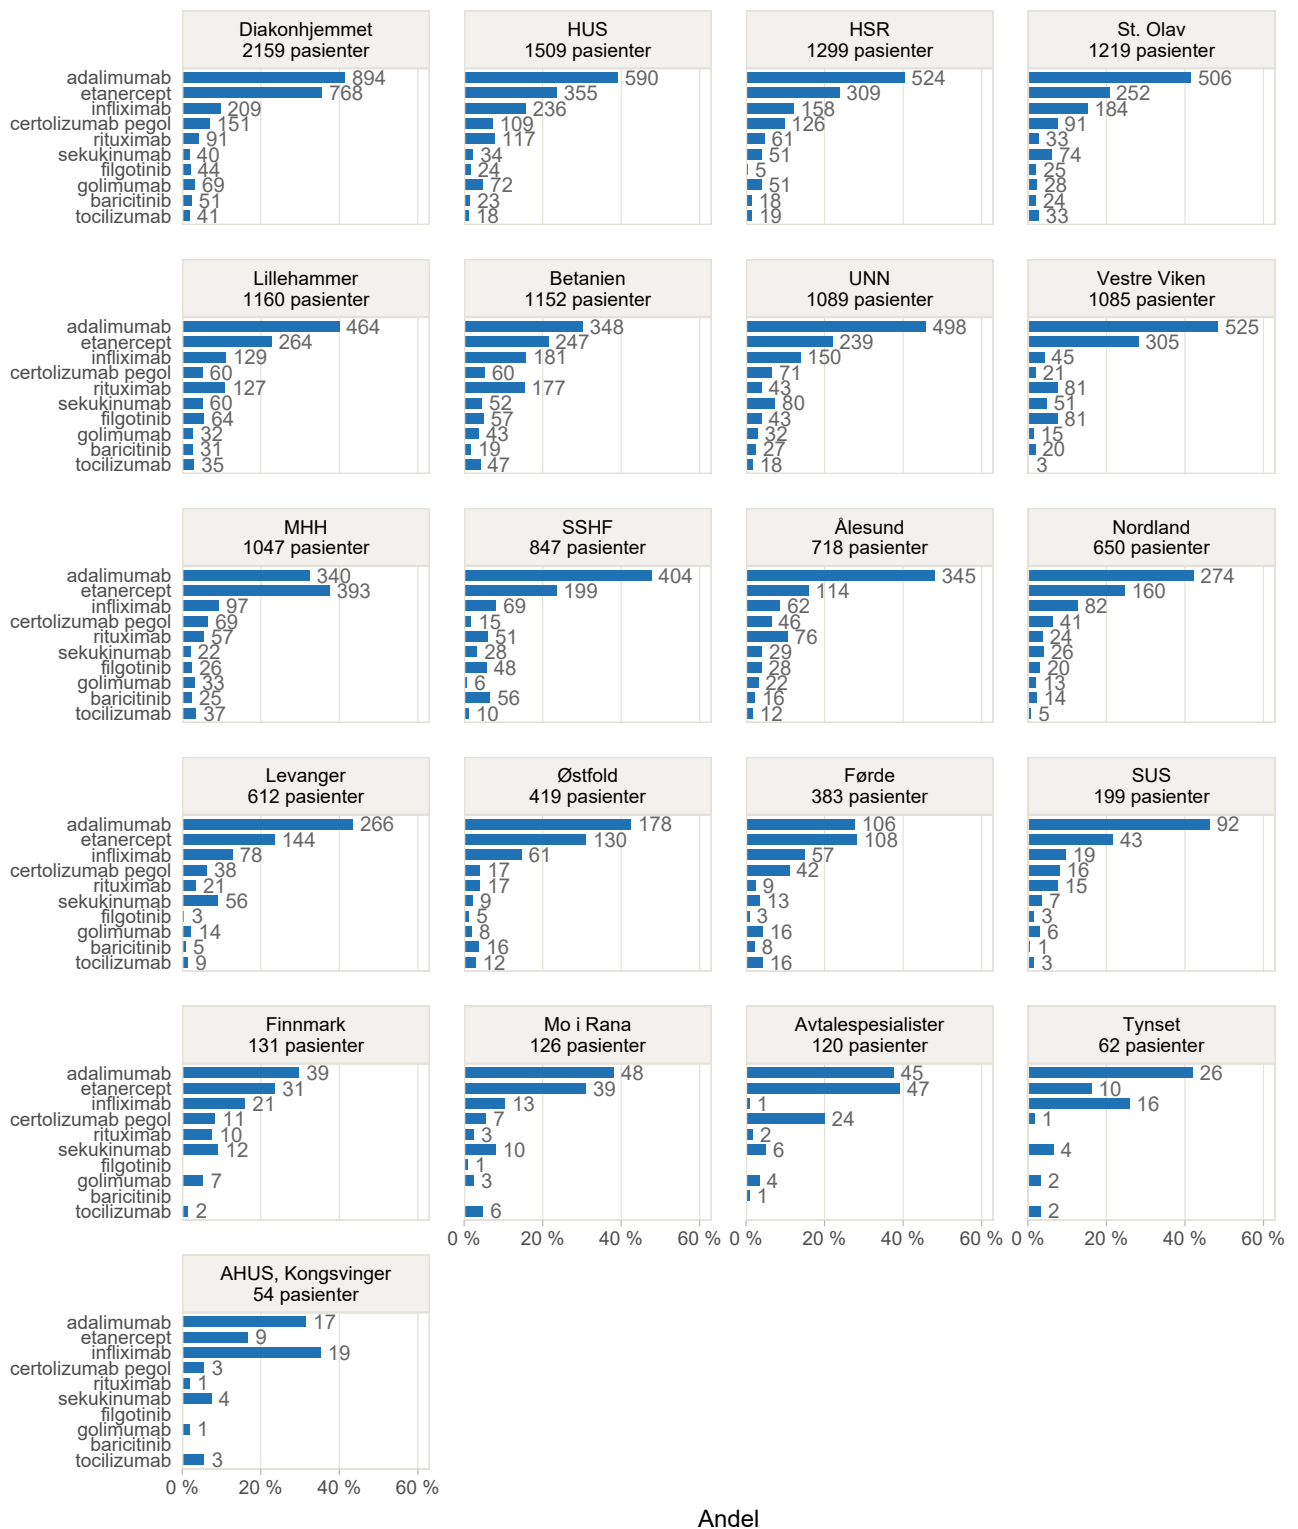 Diakonhjemmet
2159 pasienter
HUS
1509 pasienter
HSR
1299 pasienter
St. Olav
1219 pasienter
adalimumab 894 590 524 506
etanercept 768 355 309 252
infliximab 209 236 158 184
certolizumab pegol 151 109 126 91
rituximab 91 117 61 33
sekukinumab 40 34 51 74
filgotinib 44 24 5 25
golimumab 69 72 51 28
baricitinib 51 23 18 24
tocilizumab 41 18 19 33
Lillehammer
1160 pasienter
Betanien
1152 pasienter
UNN
1089 pasienter
Vestre Viken
1085 pasienter
adalimumab 464 348 498 525
etanercept 264 247 239 305
infliximab 129 181 150 45
certolizumab pegol 60 60 71 21
rituximab 127 177 43 81
sekukinumab 60 52 80 51
filgotinib 64 57 43 81
golimumab 32 43 32 15
baricitinib 31 19 27 20
tocilizumab 35 47 18 3
MHH
1047 pasienter
SSHF
847 pasienter
Ålesund
718 pasienter
Nordland
650 pasienter
adalimumab 340 404 345 274
etanercept 393 199 114 160
infliximab 97 69 62 82
certolizumab pegol 69 15 46 41
rituximab 57 51 76 24
sekukinumab 22 28 29 26
filgotinib 26 48 28 20
golimumab 33 6 22 13
baricitinib 25 56 16 14
tocilizumab 37 10 12 5
Levanger
612 pasienter
Østfold
419 pasienter
Førde
383 pasienter
SUS
199 pasienter
adalimumab 266 178 106 92
etanercept 144 130 108 43
infliximab 78 61 57 19
certolizumab pegol 38 17 42 16
rituximab 21 17 9 15
sekukinumab 56 9 13 7
filgotinib 3 5 3 3
golimumab 14 8 16 6
baricitinib 5 16 8 1
tocilizumab 9 12 16 3
Finnmark
131 pasienter
Mo i Rana
126 pasienter
Avtalespesialister
120 pasienter
Tynset
62 pasienter
adalimumab 39 48 45 26
etanercept 31 39 47 10
infliximab 21 13 1 16
certolizumab pegol 11 7 24 1
rituximab 10 3 2
sekukinumab 12 10 6 4
filgotinib 1
golimumab 7 3 4 2
baricitinib 1
tocilizumab 2 6 2
0 % 20 % 40 % 60 % 0 % 20 % 40 % 60 % 0 % 20 % 40 % 60 %
AHUS, Kongsvinger
54 pasienter
adalimumab 17
etanercept 9
infliximab 19
certolizumab pegol 3
rituximab 1
sekukinumab 4
filgotinib
golimumab 1
baricitinib
tocilizumab 3
0 % 20 % 40 % 60 %
Andel